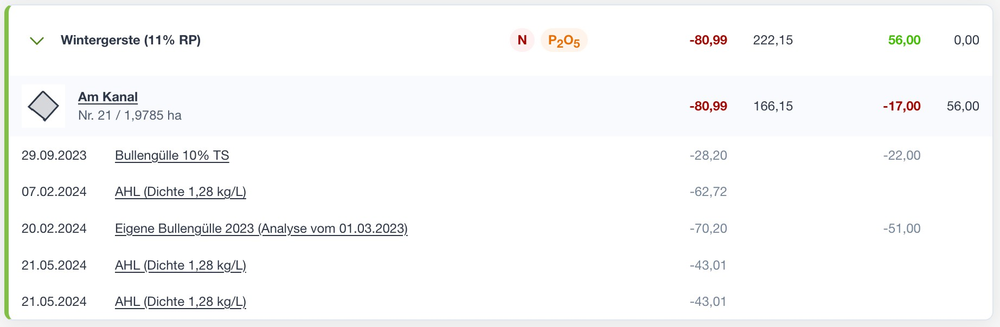 Wintergerste (11% RP) N P₂O₅ -80,99 222,15 56,00 0,00
Am Kanal
Nr. 21 / 1,9785 ha -80,99 166,15 -17,00 56,00
29.09.2023 Bullengülle 10% TS -28,20 -22,00
07.02.2024 AHL (Dichte 1,28 kg/L) -62,72
20.02.2024 Eigene Bullengülle 2023 (Analyse vom 01.03.2023) -70,20 -51,00
21.05.2024 AHL (Dichte 1,28 kg/L) -43,01
21.05.2024 AHL (Dichte 1,28 kg/L) -43,01